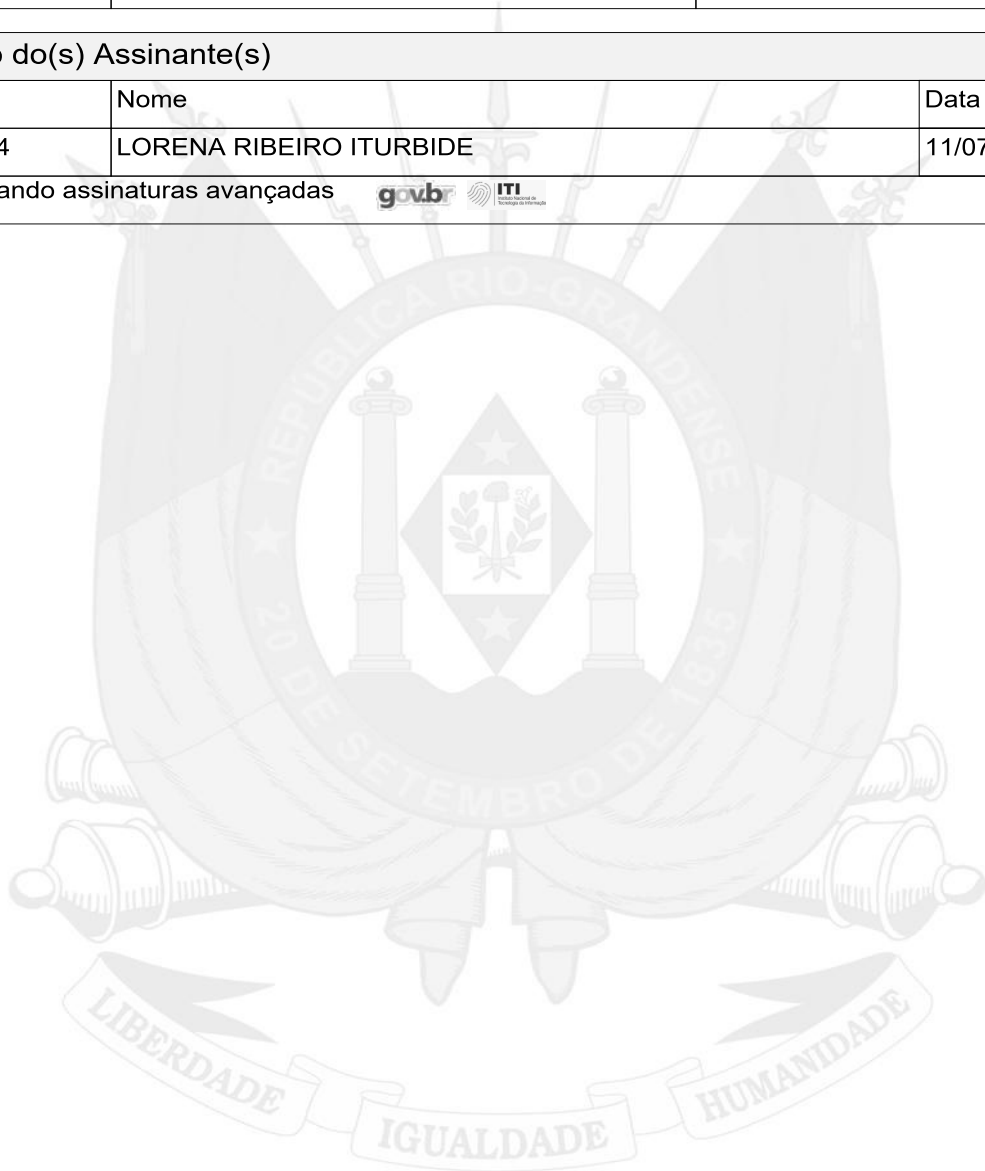 do(s) Assinante(s)
Nome
Data
4
LORENA RIBEIRO ITURBIDE
11/07
ando assinaturas avançadas
gov.br
ITI
REPÚBLICA RIO-GRANDENSE
20 DE SETEMBRO DE 1835
LIBERDADE
IGUALDADE
HUMANIDADE